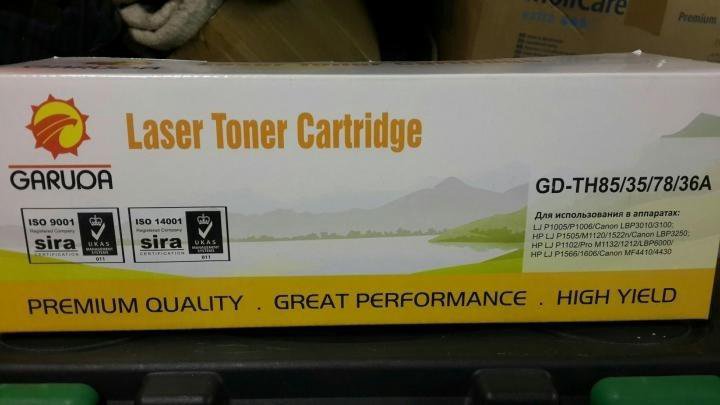 MoliCare
extra
Premium
Laser Toner Cartridge
GARUDA
GD-TH85/35/78/36A
Для использования в аппаратах:
LJ P1005/P1006/Canon LBP3010/3100;
HP LJ P1505/M1120/1522n/Canon LBP3250;
HP LJ P1102/Pro M1132/1212/LBP6000/
HP LJ P1566/1606/Canon MF4410/4430
ISO 9001
Registered Company
sira
CERTIFICATION
UKAS
MANAGEMENT
SYSTEMS
011
ISO 14001
Registered Company
sira
CERTIFICATION
UKAS
MANAGEMENT
SYSTEMS
011
PREMIUM QUALITY . GREAT PERFORMANCE . HIGH YIELD